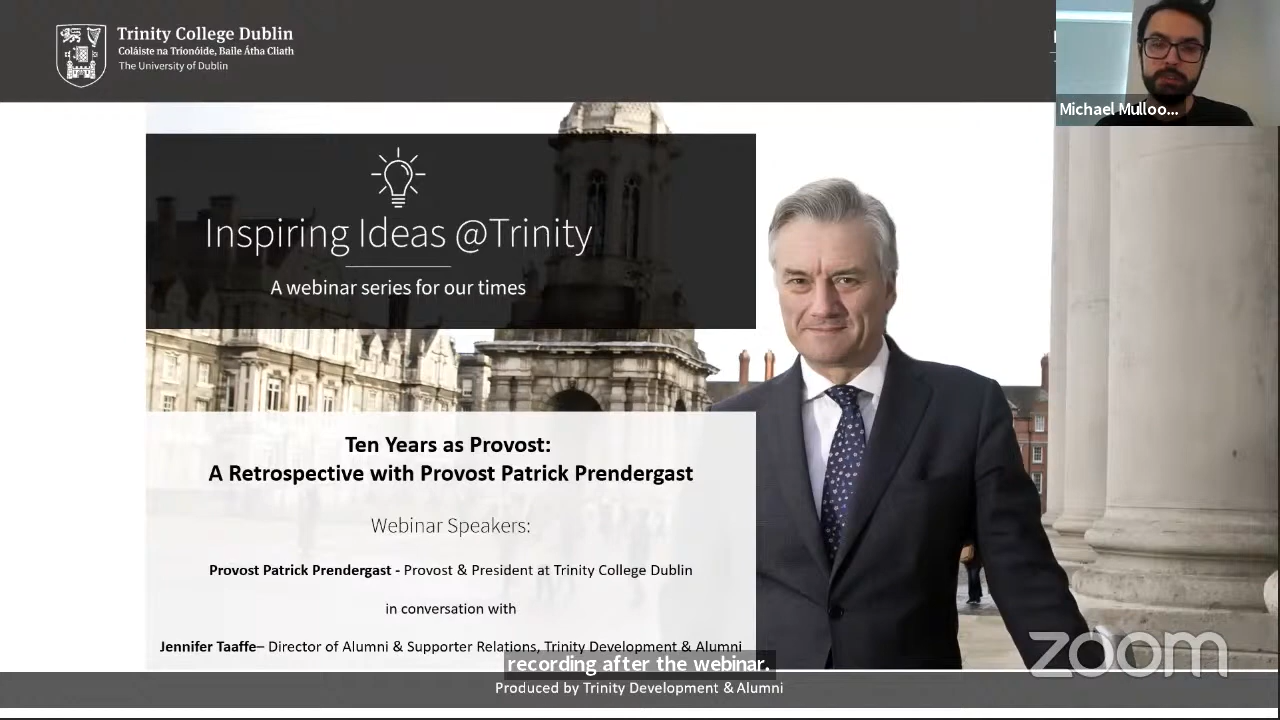 Trinity College Dublin
Coláiste na Tríonóide, Baile Átha Cliath
The University of Dublin
Michael Mulloo...
Inspiring Ideas @Trinity
A webinar series for our times
Ten Years as Provost:
A Retrospective with Provost Patrick Prendergast
Webinar Speakers:
Provost Patrick Prendergast - Provost & President at Trinity College Dublin
in conversation with
Jennifer Taaffe– Director of Alumni & Supporter Relations, Trinity Development & Alumni
recording after the webinar.
zoom
Produced by Trinity Development & Alumni